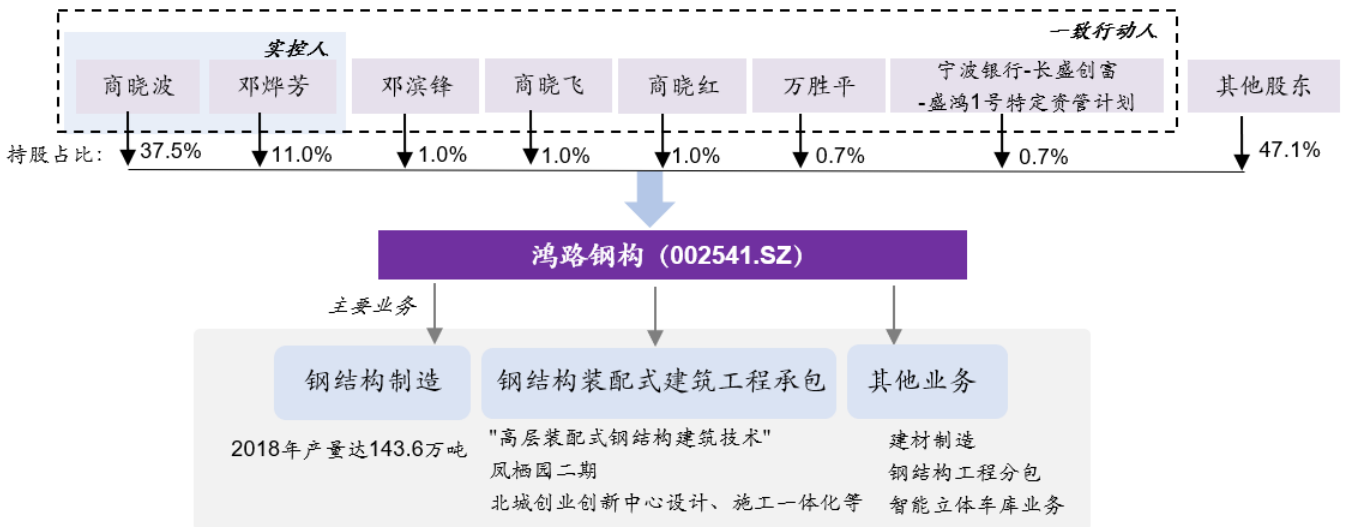 实控人
一致行动人
商晓波
邓烨芳
邓滨锋
商晓飞
商晓红
万胜平
宁波银行-长盛创富
-盛鸿1号特定资管计划
其他股东
持股占比：
37.5%
11.0%
1.0%
1.0%
1.0%
0.7%
0.7%
47.1%
鸿路钢构（002541.SZ）
主要业务
钢结构制造
钢结构装配式建筑工程承包
其他业务
2018年产量达143.6万吨
"高层装配式钢结构建筑技术"
凤栖园二期
北城创业创新中心设计、施工一体化等
建材制造
钢结构工程分包
智能立体车库业务